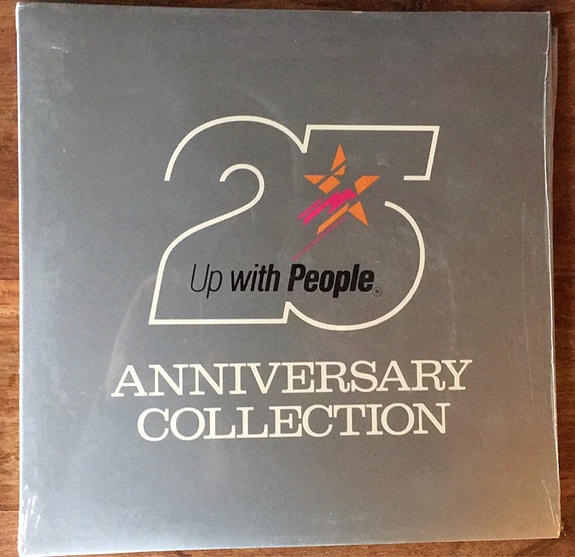 25
Up with People®
ANNIVERSARY
COLLECTION